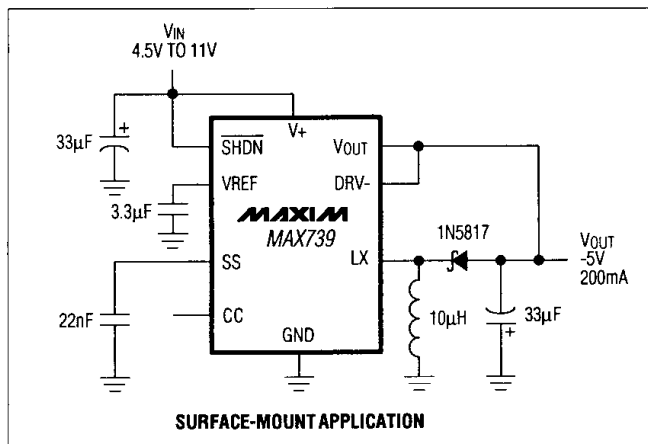 VIN
4.5V TO 11V
33µF
+
V+
SHDN
VOUT
VREF
DRV-
3.3µF
MAXIM
MAX739
1N5817
SS
LX
VOUT
-5V
200mA
22nF
CC
10µH
33µF
+
GND
SURFACE-MOUNT APPLICATION